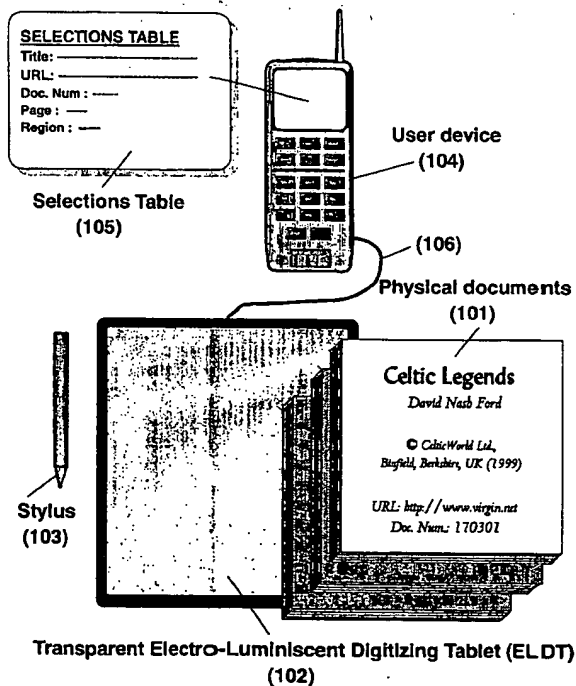 SELECTIONS TABLE
Title:
URL:
Doc. Num :
Page :
Region :
Selections Table
(105)
User device
(104)
(106)
Physical documents
(101)
Celtic Legends
David Nash Ford
© CelticWorld Ltd.,
Binfield, Berkshire, UK (1999)
URL: http://www.virgin.net
Doc. Num.: 170301
Stylus
(103)
Transparent Electro-Luminiscent Digitizing Tablet (ELDT)
(102)